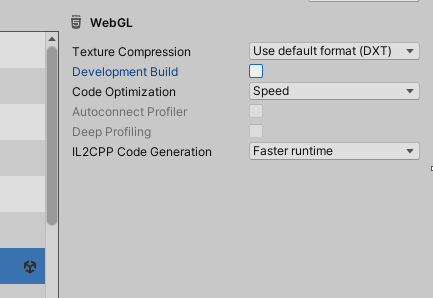 WebGL
Texture Compression Use default format (DXT)
Development Build
Code Optimization Speed
Autoconnect Profiler
Deep Profiling
IL2CPP Code Generation Faster runtime